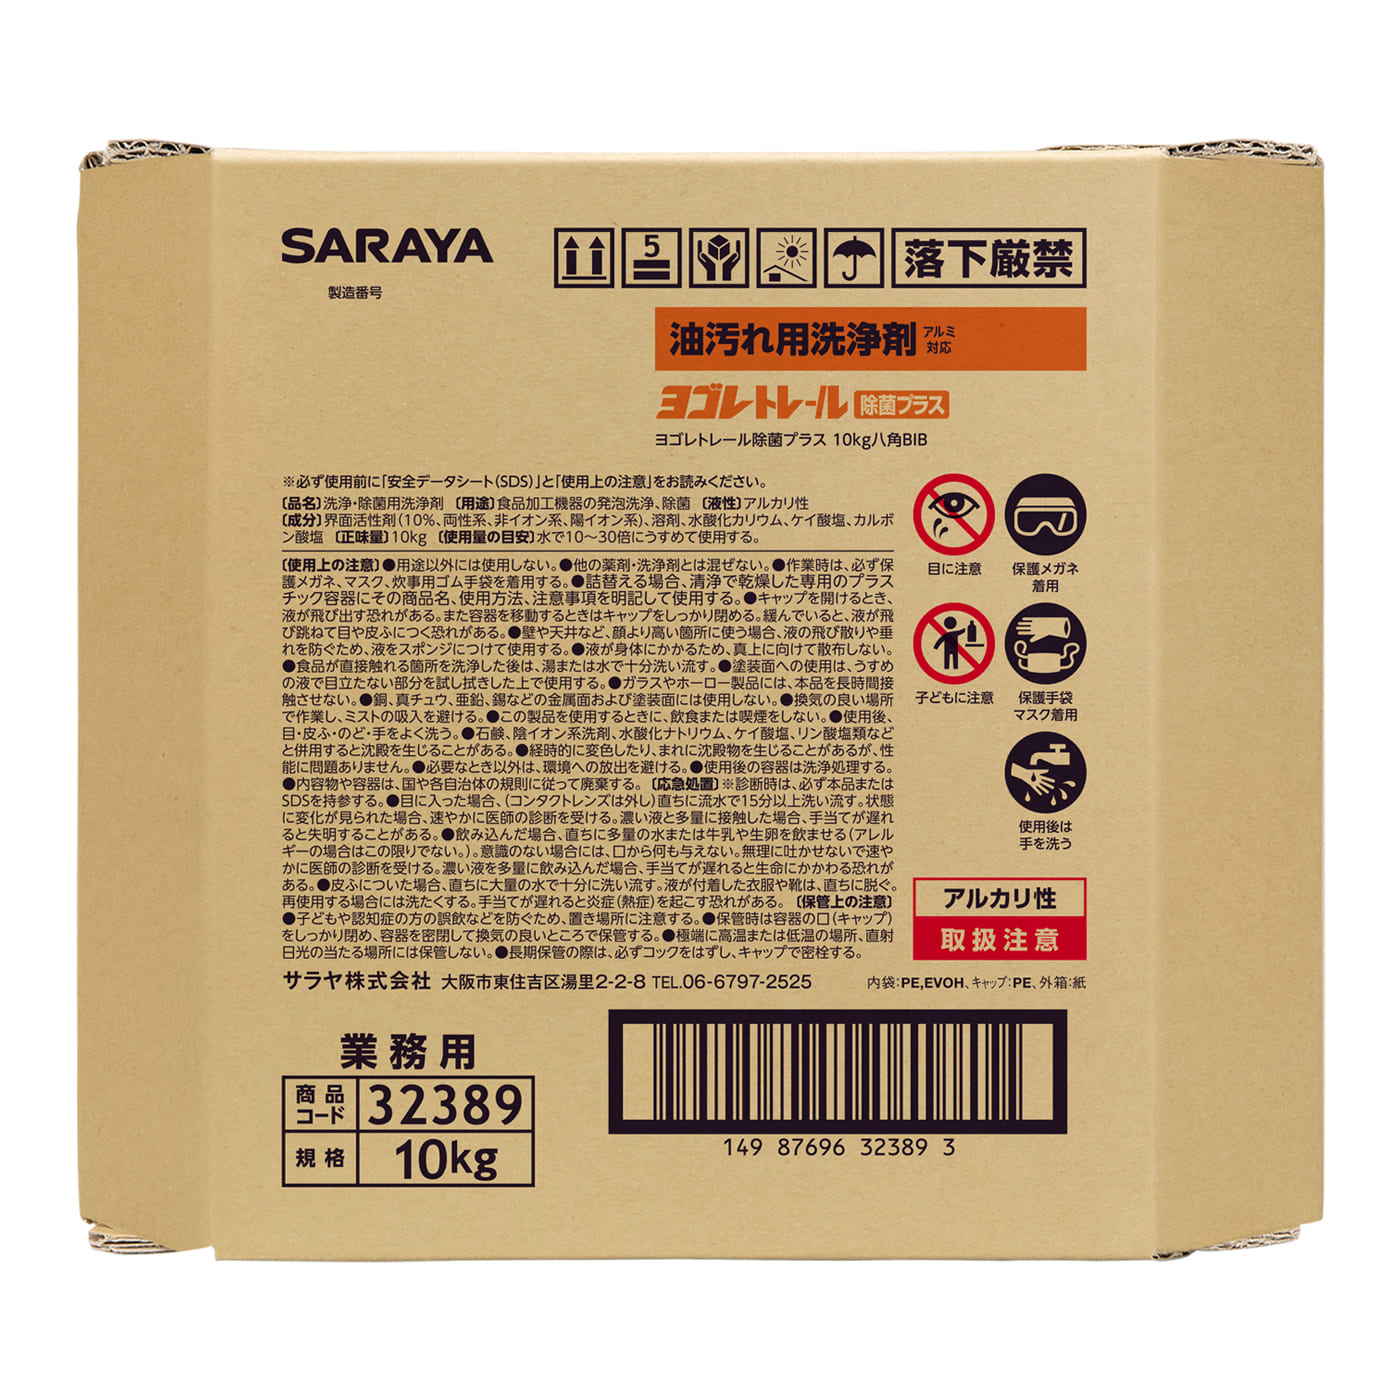 SARAYA
製造番号
5
落下厳禁
油汚れ用洗浄剤 アルミ対応
ヨゴレトレール 除菌プラス
ヨゴレトレール除菌プラス 10kg八角BIB
※必ず使用前に「安全データシート(SDS)」と「使用上の注意」をお読みください。
〔品名〕洗浄・除菌用洗浄剤 〔用途〕食品加工機器の発泡洗浄、除菌 〔液性〕アルカリ性
〔成分〕界面活性剤(10%、両性系、非イオン系、陽イオン系)、溶剤、水酸化カリウム、ケイ酸塩、カルボ
ン酸塩 〔正味量〕10kg 〔使用量の目安〕水で10〜30倍にうすめて使用する。
〔使用上の注意〕●用途以外には使用しない。●他の薬剤・洗浄剤とは混ぜない。●作業時は、必ず保
護メガネ、マスク、炊事用ゴム手袋を着用する。●詰替える場合、清浄で乾燥した専用のプラス
チック容器にその商品名、使用方法、注意事項を明記して使用する。●キャップを開けるとき、
液が飛び出す恐れがある。また容器を移動するときはキャップをしっかり閉める。緩んでいると、液が飛
び跳ねて目や皮ふにつく恐れがある。●壁や天井など、顔より高い箇所に使う場合、液の飛び散りや垂
れを防ぐため、液をスポンジにつけて使用する。●液が身体にかかるため、真上に向けて散布しない。
●食品が直接触れる箇所を洗浄した後は、湯または水で十分洗い流す。●塗装面への使用は、うすめ
の液で目立たない部分を試し拭きした上で使用する。●ガラスやホーロー製品には、本品を長時間接
触させない。●銅、真チュウ、亜鉛、錫などの金属面および塗装面には使用しない。●換気の良い場所
で作業し、ミストの吸入を避ける。●この製品を使用するときに、飲食または喫煙をしない。●使用後、
目・皮ふ・のど・手をよく洗う。●石鹸、陰イオン系洗剤、水酸化ナトリウム、ケイ酸塩、リン酸塩類など
と併用すると沈殿を生じることがある。●経時的に変色したり、まれに沈殿物を生じることがあるが、性
能に問題ありません。●必要なとき以外は、環境への放出を避ける。●使用後の容器は洗浄処理する。
●内容物や容器は、国や各自治体の規則に従って廃棄する。〔応急処置〕※診断時は、必ず本品または
SDSを持参する。●目に入った場合、(コンタクトレンズは外し)直ちに流水で15分以上洗い流す。状態
に変化が見られた場合、速やかに医師の診断を受ける。濃い液と多量に接触した場合、手当てが遅れ
ると失明することがある。●飲み込んだ場合、直ちに多量の水または牛乳や生卵を飲ませる(アレル
ギーの場合はこの限りでない。)。意識のない場合には、口から何も与えない。無理に吐かせないで速や
かに医師の診断を受ける。濃い液を多量に飲み込んだ場合、手当てが遅れると生命にかかわる恐れが
ある。●皮ふについた場合、直ちに大量の水で十分に洗い流す。液が付着した衣服や靴は、直ちに脱ぐ。
再使用する場合には洗たくする。手当てが遅れると炎症(熱症)を起こす恐れがある。〔保管上の注意〕
●子どもや認知症の方の誤飲などを防ぐため、置き場所に注意する。●保管時は容器の口(キャップ)
をしっかり閉め、容器を密閉して換気の良いところで保管する。●極端に高温または低温の場所、直射
日光の当たる場所には保管しない。●長期保管の際は、必ずコックをはずし、キャップで密栓する。
目に注意
保護メガネ
着用
子どもに注意
保護手袋
マスク着用
使用後は
手を洗う
アルカリ性
取扱注意
サラヤ株式会社 大阪市東住吉区湯里2-2-8 TEL.06-6797-2525
内袋:PE,EVOH、キャップ:PE、外箱:紙
業務用
商品コード 32389
規格 10kg
149 87696 32389 3